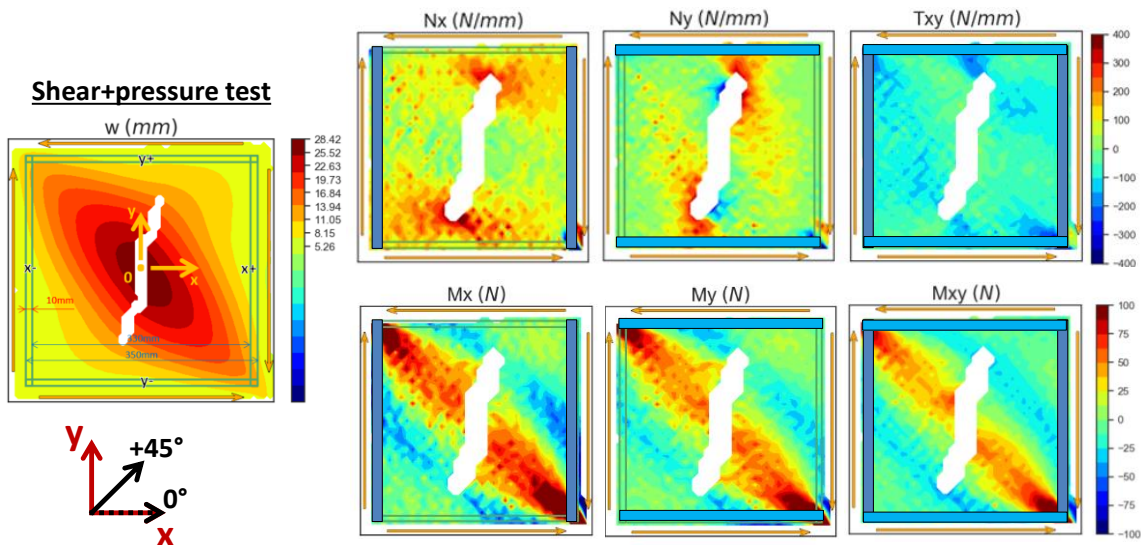 Shear+pressure test
w (mm)
y+
y
x-
0
x
x+
10mm
330mm
350mm
y-
28.42
25.52
22.63
19.73
16.84
13.94
11.05
8.15
5.26
y
+45°
0°
x
Nx (N/mm)
Ny (N/mm)
Txy (N/mm)
400
300
200
100
0
−100
−200
−300
−400
Mx (N)
My (N)
Mxy (N)
100
75
50
25
0
−25
−50
−75
−100